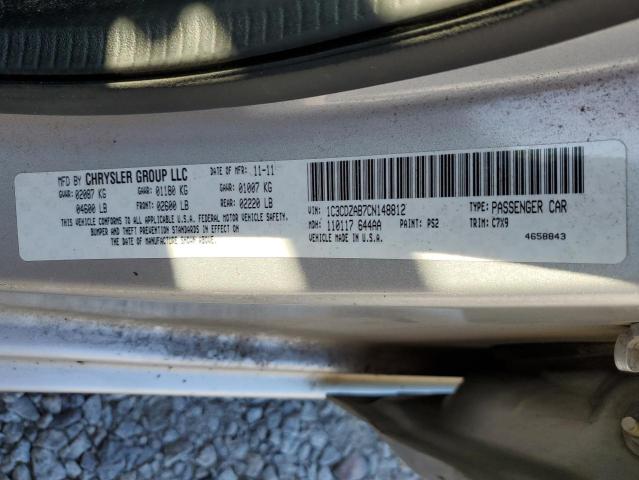 MFD BY CHRYSLER GROUP LLC DATE OF MFR: 11-11
GVWR: 02087 KG GAWR: 01180 KG GAWR: 01007 KG
04600 LB FRONT: 02600 LB REAR: 02220 LB
THIS VEHICLE CONFORMS TO ALL APPLICABLE U.S.A. FEDERAL MOTOR VEHICLE SAFETY,
BUMPER AND THEFT PREVENTION STANDARDS IN EFFECT ON
THE DATE OF MANUFACTURE SHOWN ABOVE.
VIN: 1C3CDZAB7CN148812 TYPE: PASSENGER CAR
MDH: 110117 644AA PAINT: PS2 TRIM: C7X9
VEHICLE MADE IN U.S.A. 4658843